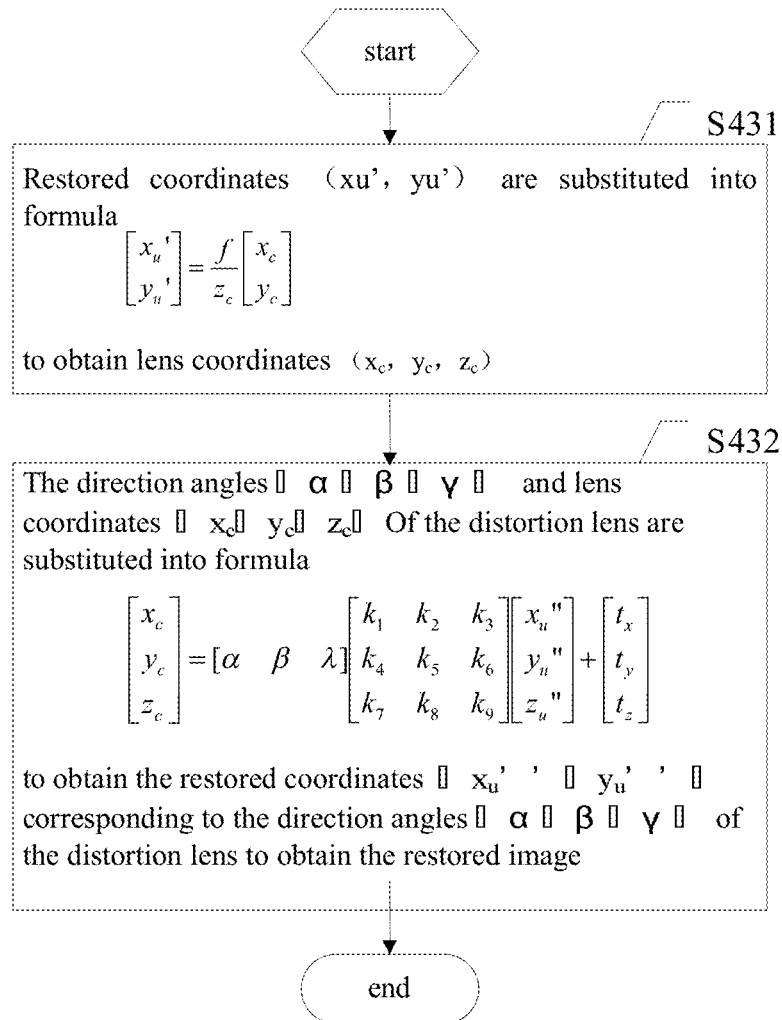 start
S431
Restored coordinates （xu’，yu’） are substituted into
formula
[x_u'; y_u'] = f/z_c [x_c; y_c]
to obtain lens coordinates （x_c，y_c，z_c）
S432
The direction angles▯ α ▯ β ▯ γ ▯ and lens
coordinates ▯ x_c▯ y_c▯ z_c▯ Of the distortion lens are
substituted into formula
[x_c; y_c; z_c] = [α β λ] [k_1 k_2 k_3; k_4 k_5 k_6; k_7 k_8 k_9] [x_u"; y_u"; z_u"] + [t_x; t_y; t_z]
to obtain the restored coordinates ▯ x_u’ ’ ▯ y_u’ ’ ▯
corresponding to the direction angles▯ α ▯ β ▯ γ ▯ of
the distortion lens to obtain the restored image
end